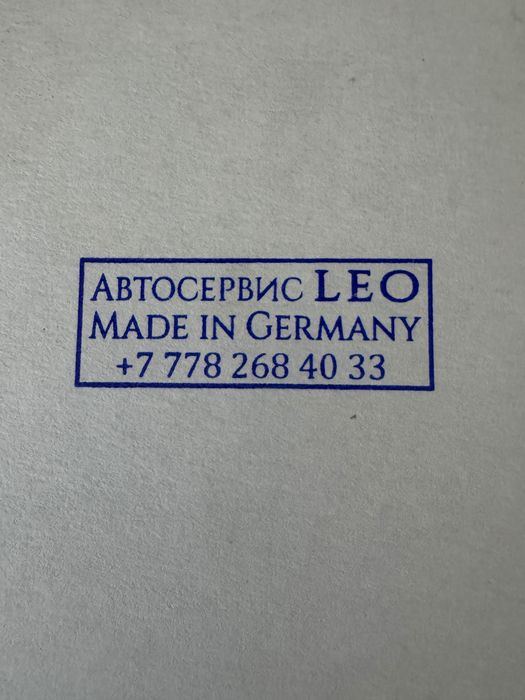 Автосервис LEO
Made in Germany
+7 778 268 40 33